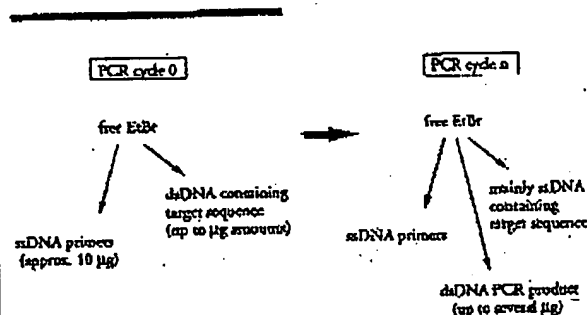 PCR cycle 0
free EtBr
dsDNA containing
target sequence
(up to µg amounts)
ssDNA primers
(approx. 10 µg)
PCR cycle n
free EtBr
mainly ssDNA
containing
target sequence
ssDNA primers
dsDNA PCR product
(up to several µg)